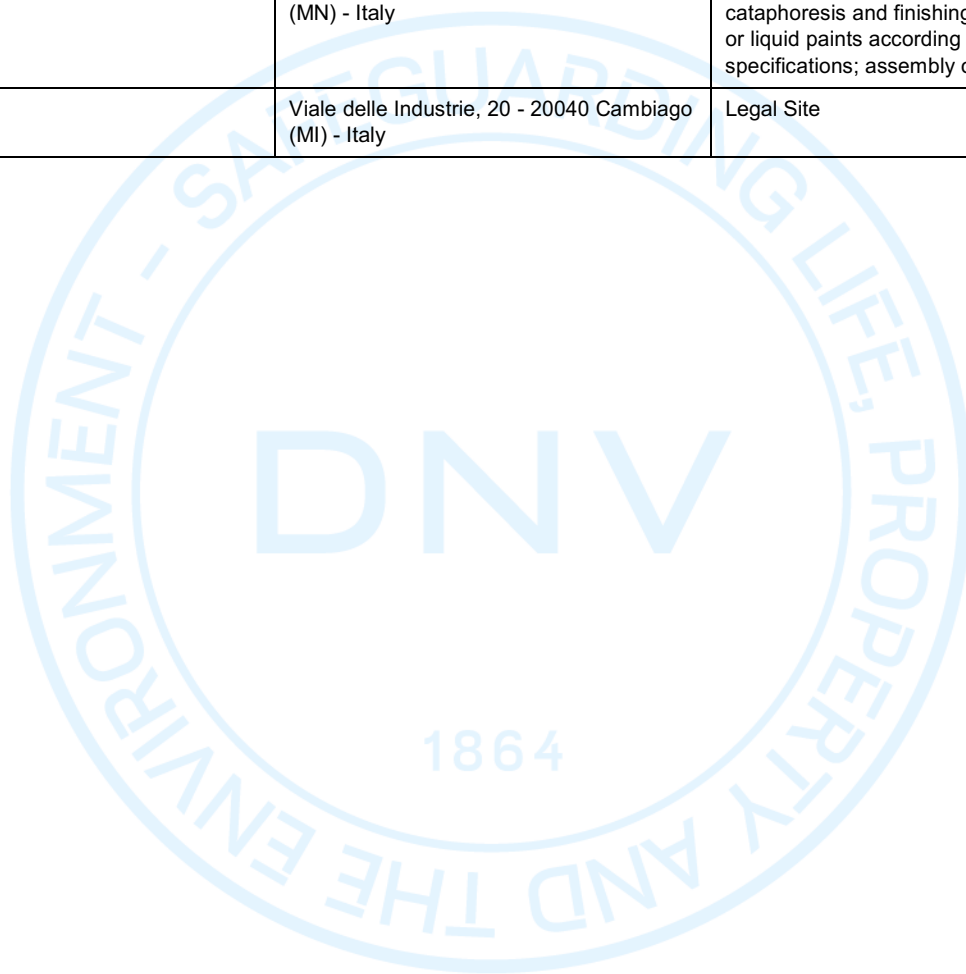 (MN) - Italy
cataphoresis and finishing
or liquid paints according
specifications; assembly
Viale delle Industrie, 20 - 20040 Cambiago
(MI) - Italy
Legal Site
SAFEGUARDING LIFE, PROPERTY AND THE ENVIRONMENT -
DNV
1864